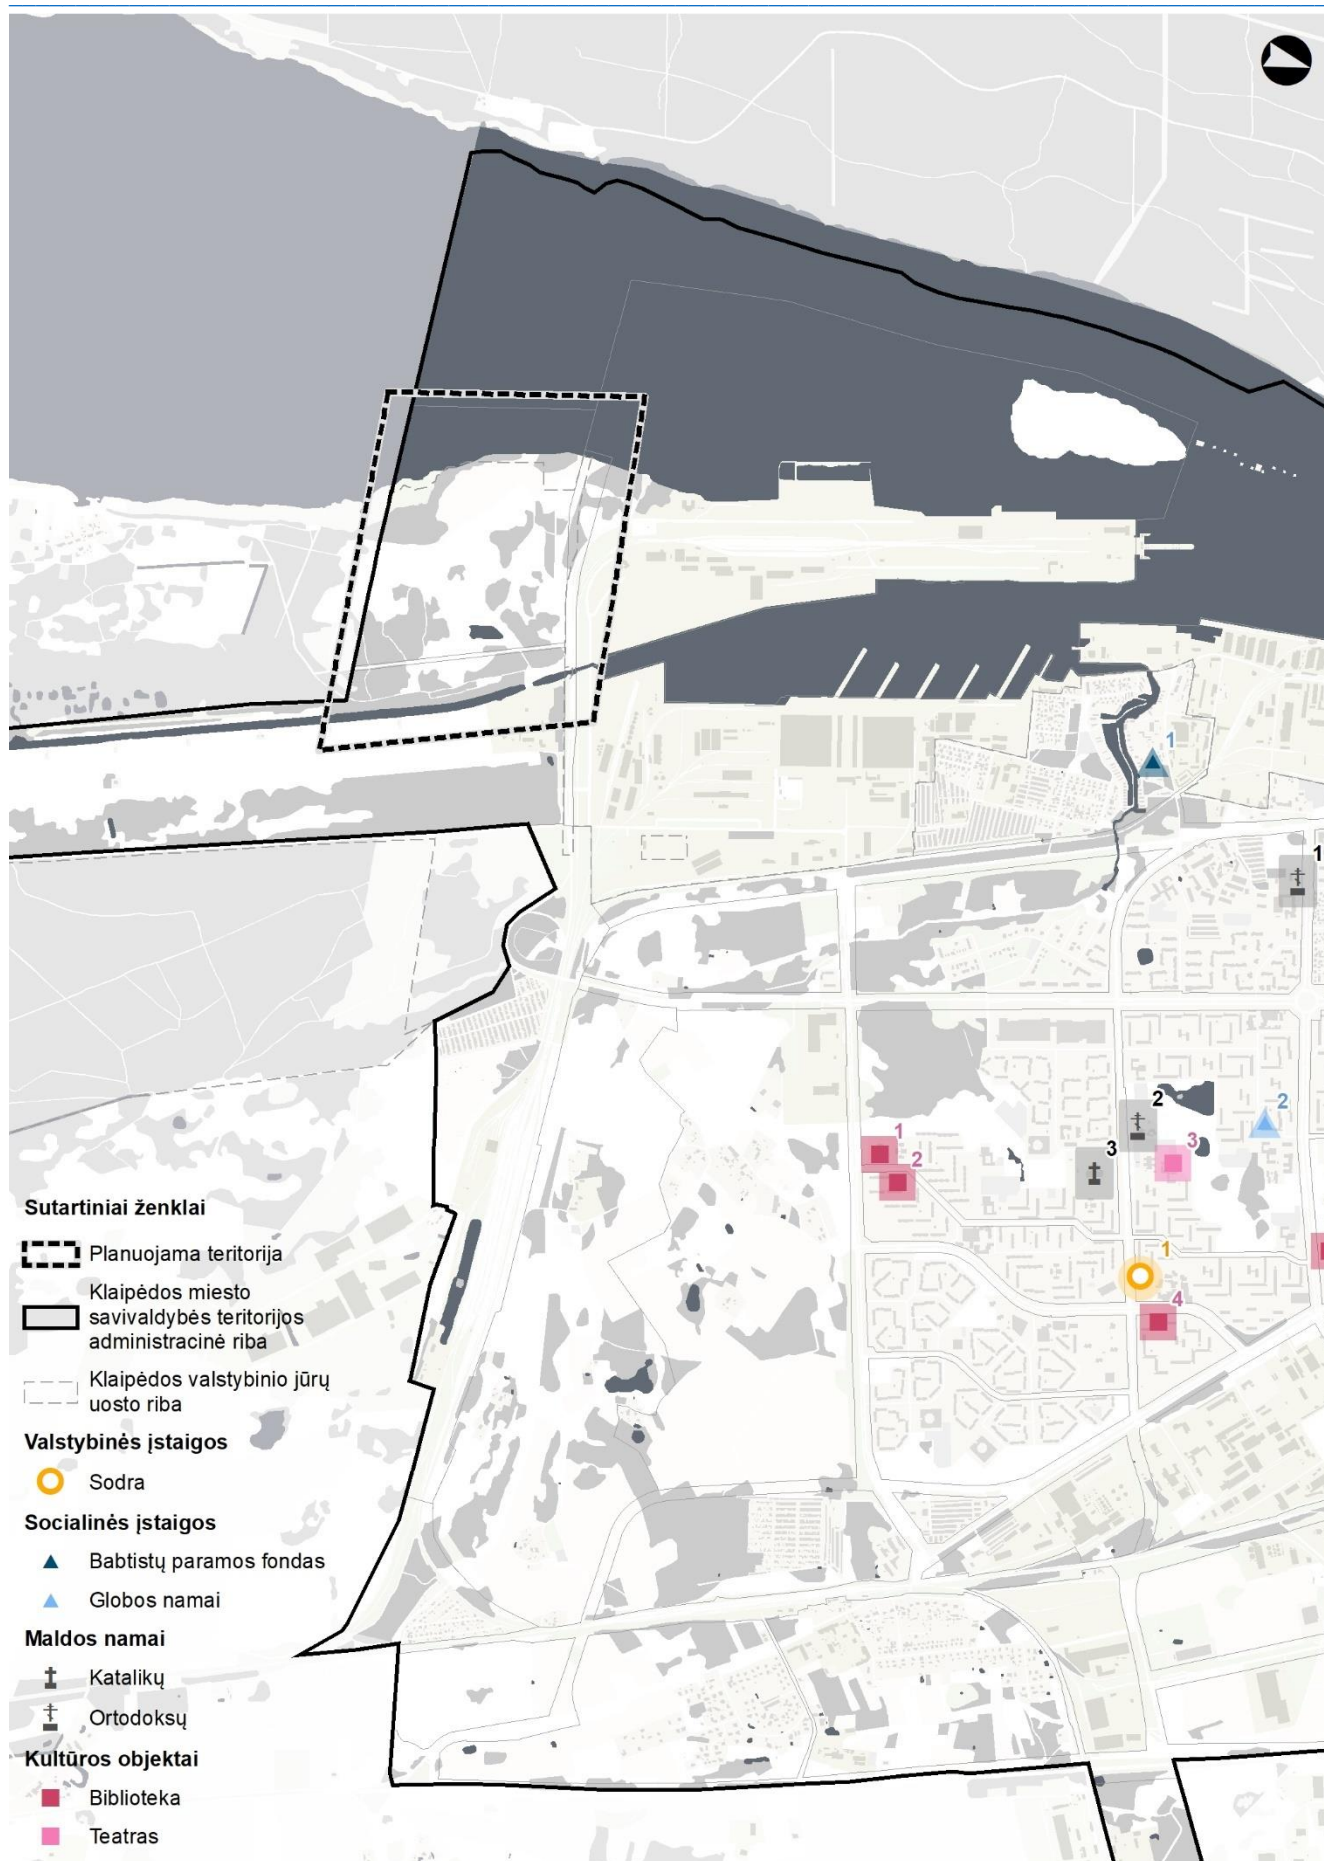 1
1
2
2
3
3
1
2
1
4
Sutartiniai ženklai
Planuojama teritorija
Klaipėdos miesto
savivaldybės teritorijos
administracinė riba
Klaipėdos valstybinio jūrų
uosto riba
Valstybinės įstaigos
Sodra
Socialinės įstaigos
Babtistų paramos fondas
Globos namai
Maldos namai
Katalikų
Ortodoksų
Kultūros objektai
Biblioteka
Teatras